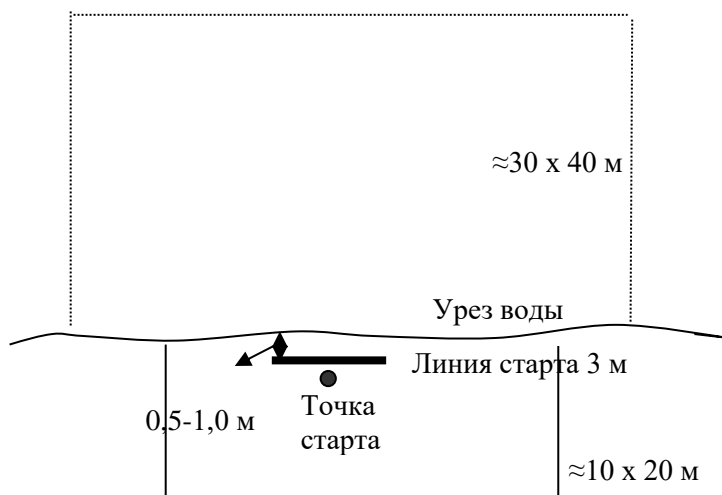 ≈30 х 40 м
Урез воды
Линия старта 3 м
Точка
старта
0,5-1,0 м
≈10 х 20 м